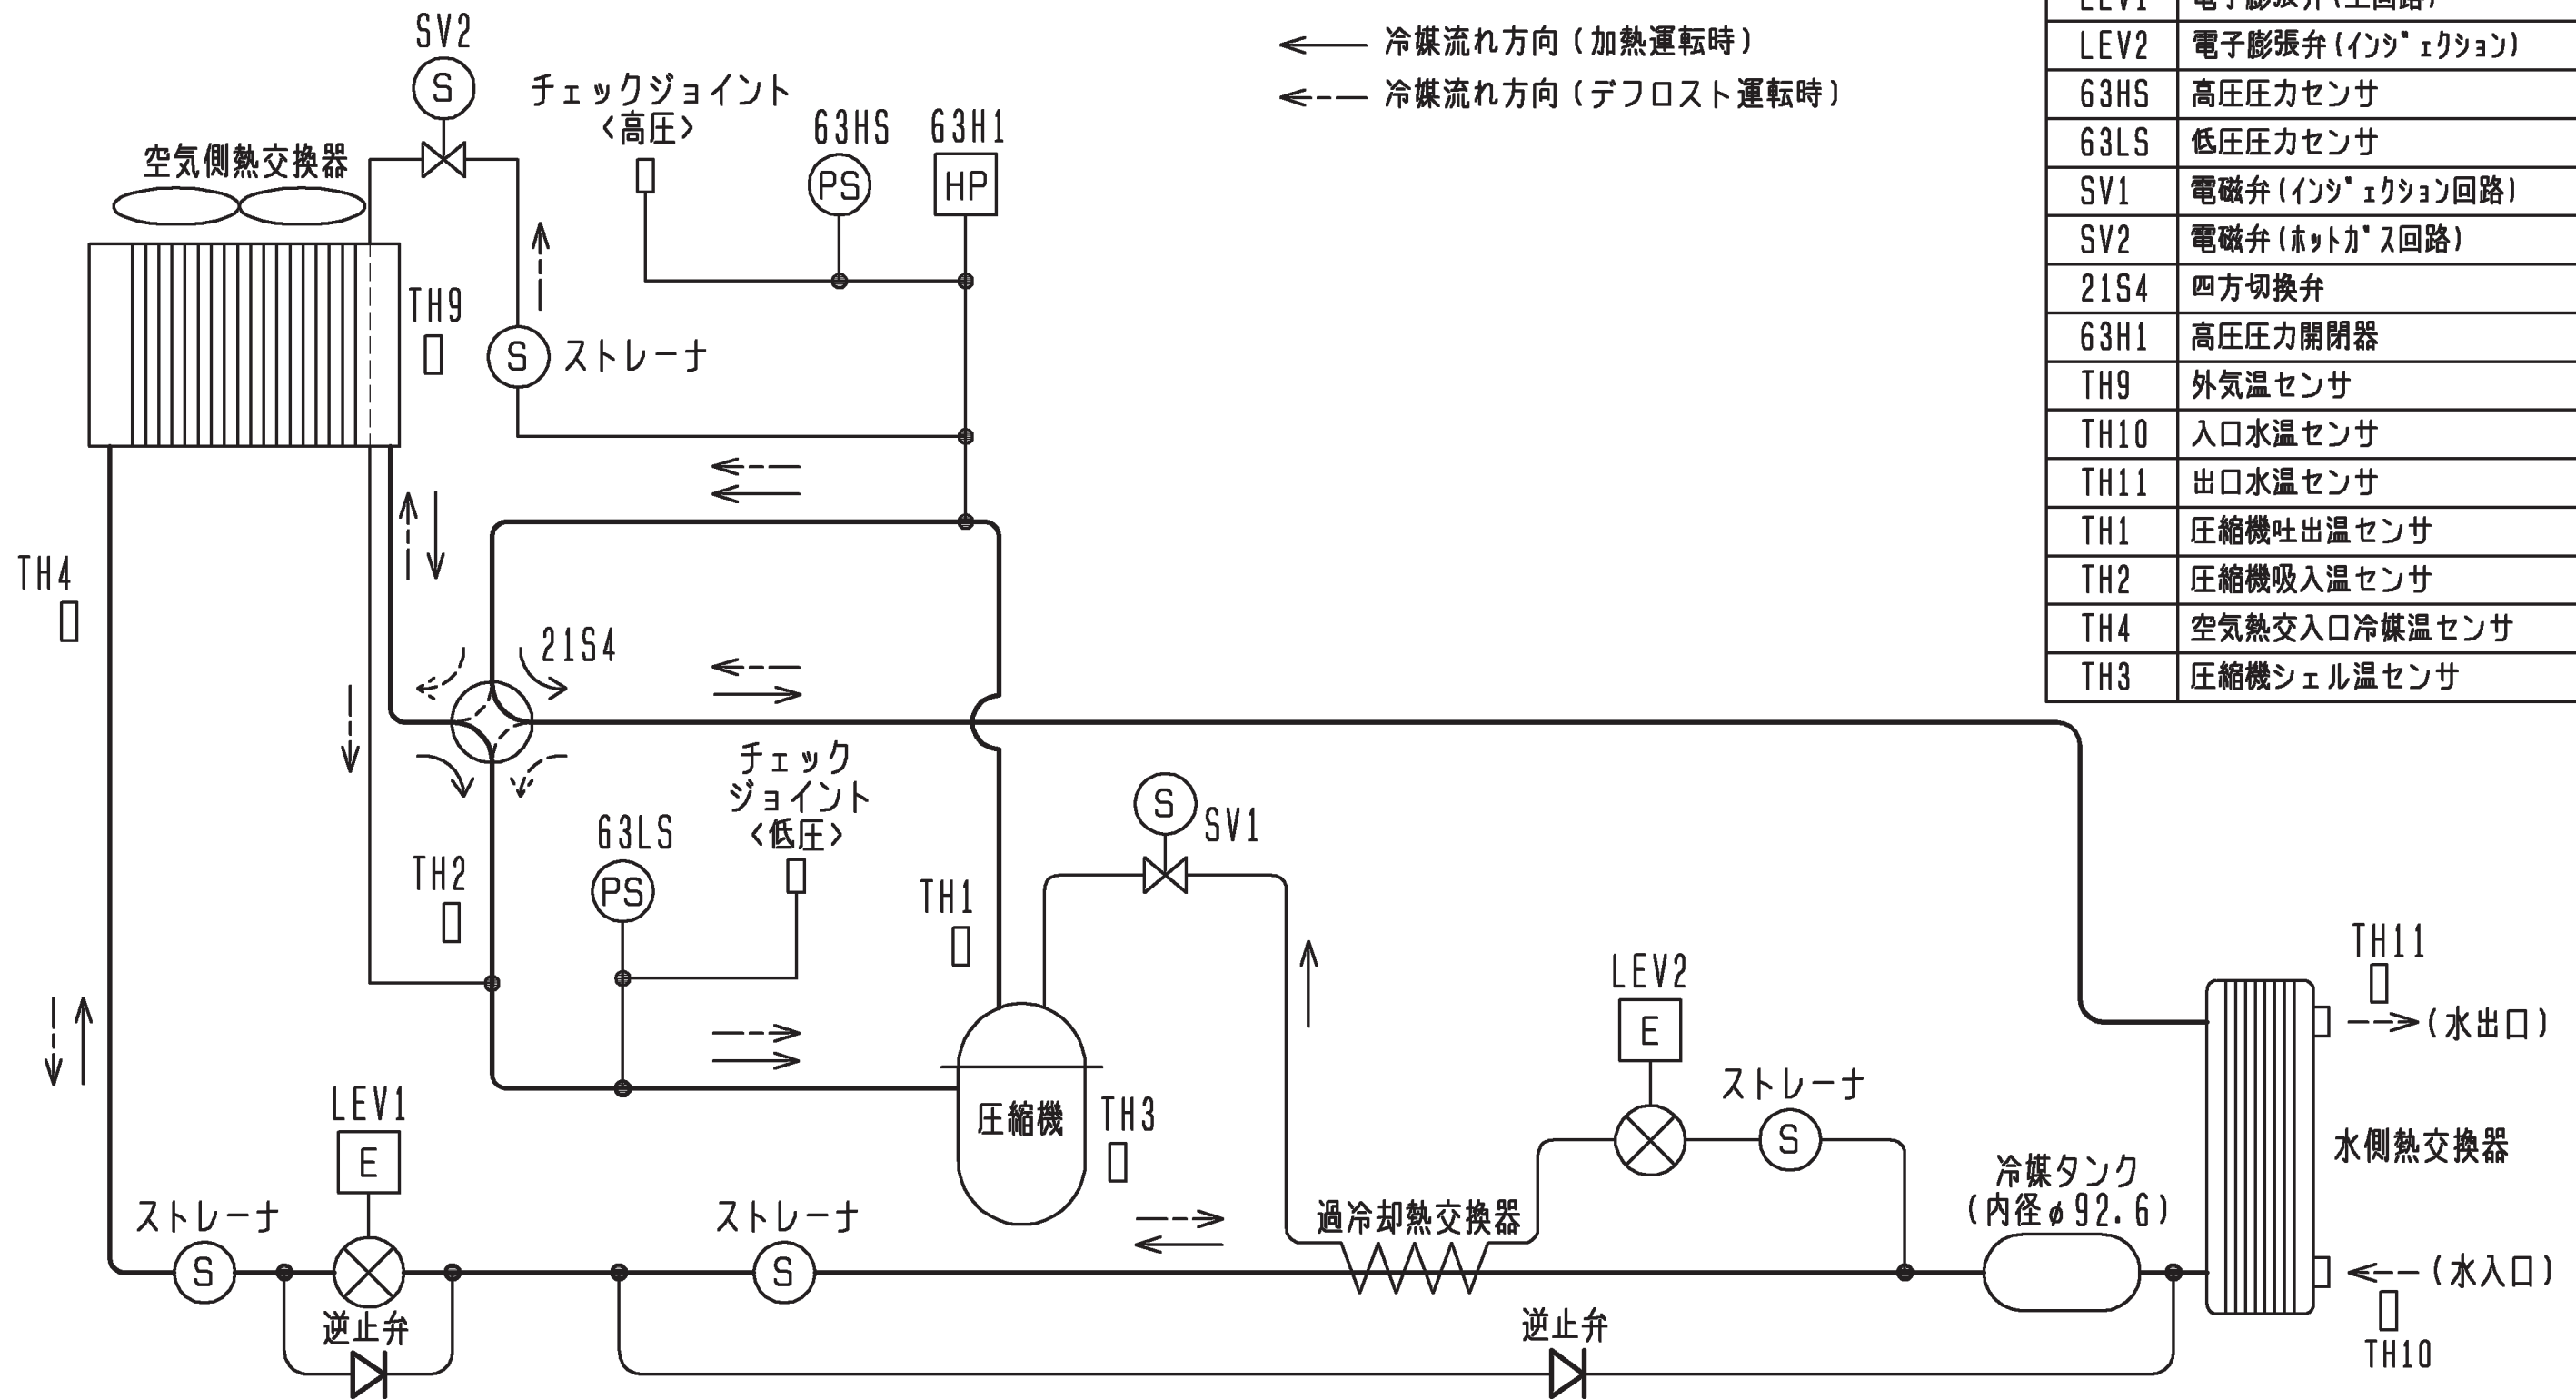 SV2
S
チェックジョイント
<高圧>
63HS
PS
63H1
HP
冷媒流れ方向(加熱運転時)
冷媒流れ方向(デフロスト運転時)
空気側熱交換器
TH9
S
ストレーナ
TH4
21S4
チェック
ジョイント
<低圧>
63LS
PS
TH2
TH1
S
SV1
LEV2
E
TH11
(水出口)
LEV1
E
圧縮機
TH3
ストレーナ
S
水側熱交換器
冷媒タンク
(内径φ92.6)
過冷却熱交換器
ストレーナ
S
ストレーナ
S
(水入口)
TH10
逆止弁
逆止弁
LEV2 電子膨張弁(インジェクション)
63HS 高圧圧力センサ
63LS 低圧圧力センサ
SV1 電磁弁(インジェクション回路)
SV2 電磁弁(ホットガス回路)
21S4 四方切換弁
63H1 高圧圧力開閉器
TH9 外気温センサ
TH10 入口水温センサ
TH11 出口水温センサ
TH1 圧縮機吐出温センサ
TH2 圧縮機吸入温センサ
TH4 空気熱交入口冷媒温センサ
TH3 圧縮機シェル温センサ